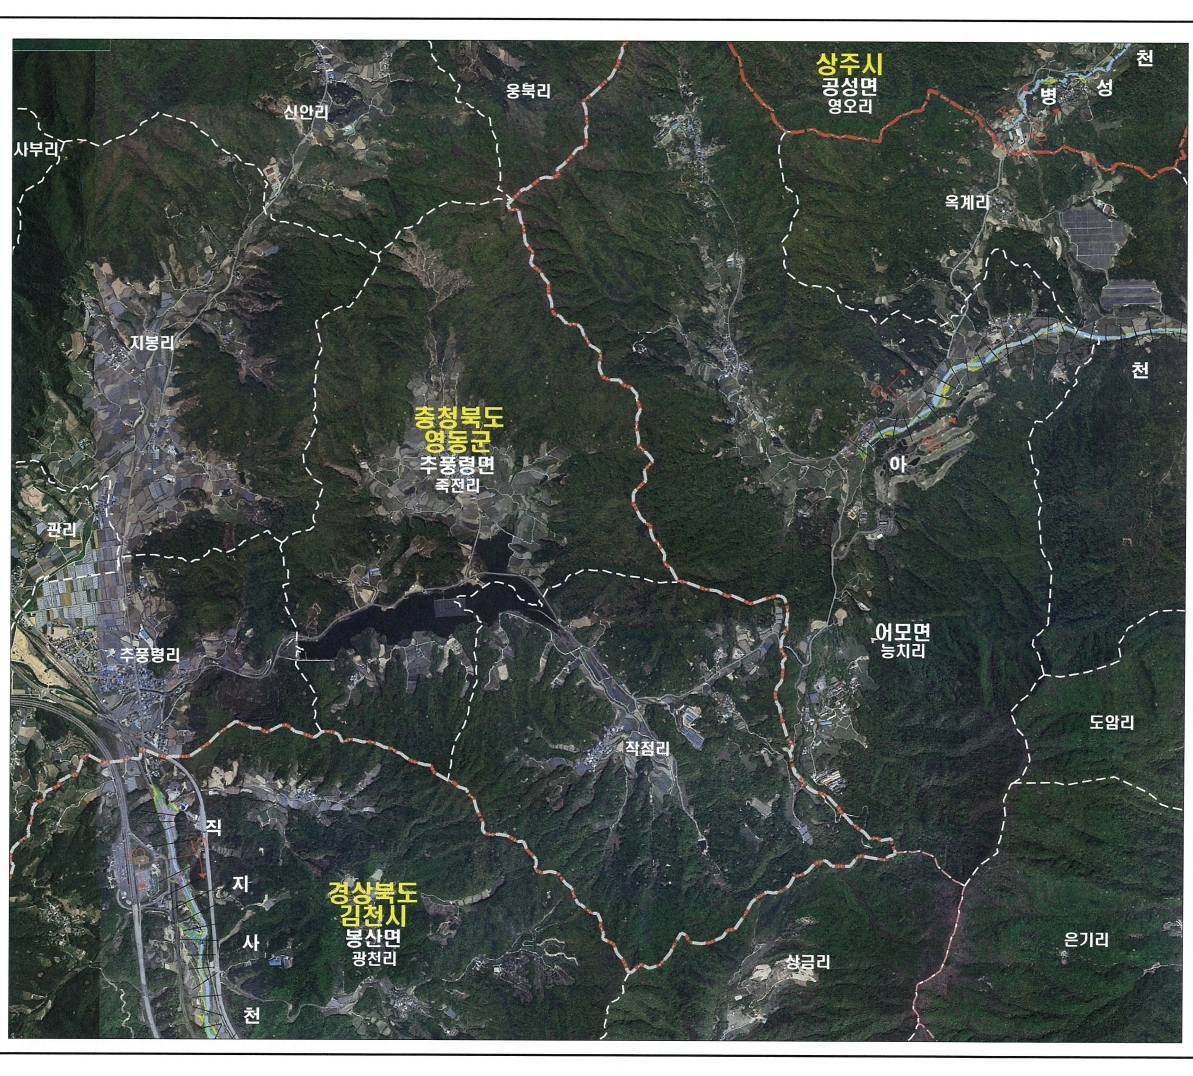 상주시
공성면
영오리
천
성
병
웅북리
신안리
사부리
옥계리
지봉리
천
충청북도
영동군
추풍령면
죽전리
아
관리
어모면
능치리
추풍령리
도암리
작점리
직
지
사
천
경상북도
김천시
봉산면
광천리
상금리
은기리